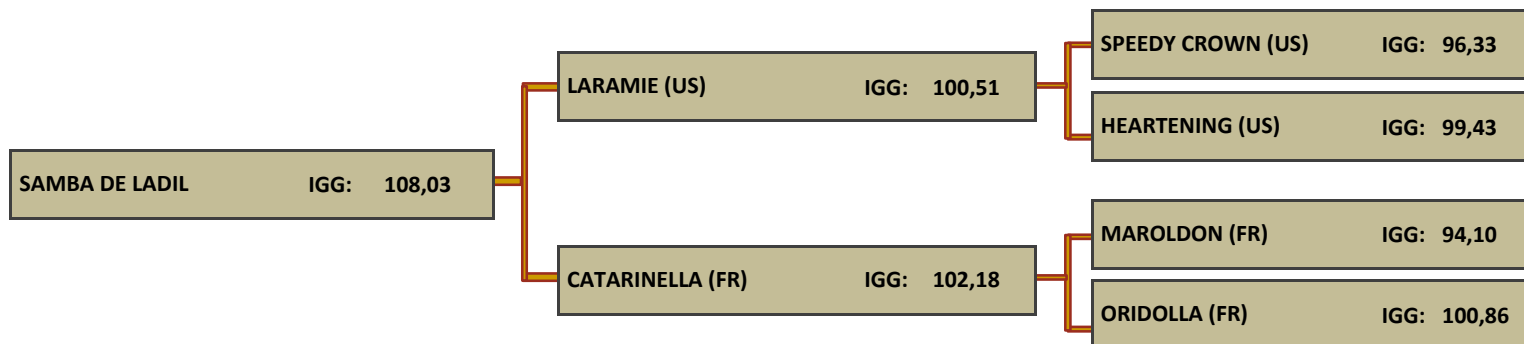 SPEEDY CROWN (US) IGG: 96,33
LARAMIE (US) IGG: 100,51
HEARTENING (US) IGG: 99,43
SAMBA DE LADIL IGG: 108,03
MAROLDON (FR) IGG: 94,10
CATARINELLA (FR) IGG: 102,18
ORIDOLLA (FR) IGG: 100,86